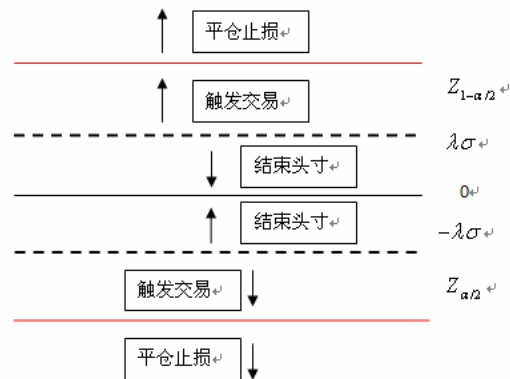 平仓止损
触发交易
Z₁₋α/₂
λσ
结束头寸
0
结束头寸
-λσ
触发交易
Zα/₂
平仓止损